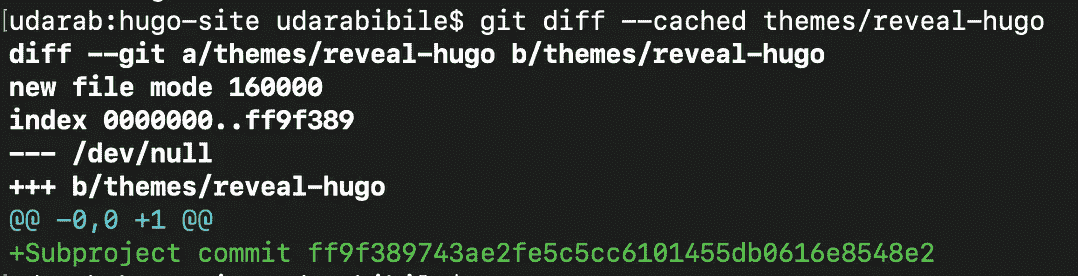 [udarab:hugo-site udarabibile$ git diff --cached themes/reveal-hugo
diff --git a/themes/reveal-hugo b/themes/reveal-hugo
new file mode 160000
index 0000000..ff9f389
--- /dev/null
+++ b/themes/reveal-hugo
@@ -0,0 +1 @@
+Subproject commit ff9f389743ae2fe5c5cc6101455db0616e8548e2